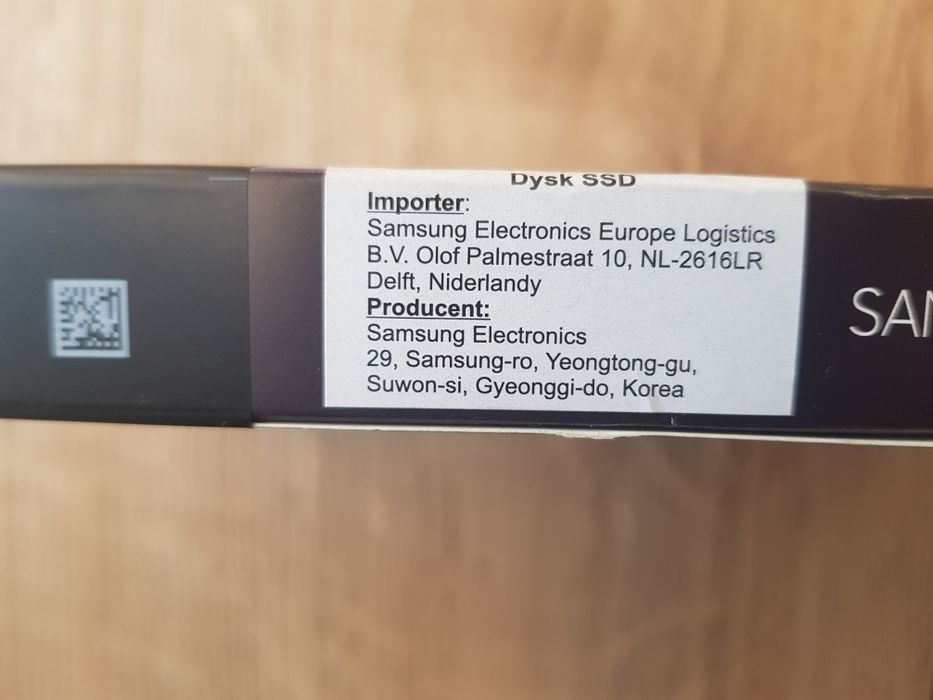 Dysk SSD
Importer:
Samsung Electronics Europe Logistics
B.V. Olof Palmestraat 10, NL-2616LR
Delft, Niderlandy
Producent:
Samsung Electronics
29, Samsung-ro, Yeongtong-gu,
Suwon-si, Gyeonggi-do, Korea
SAM